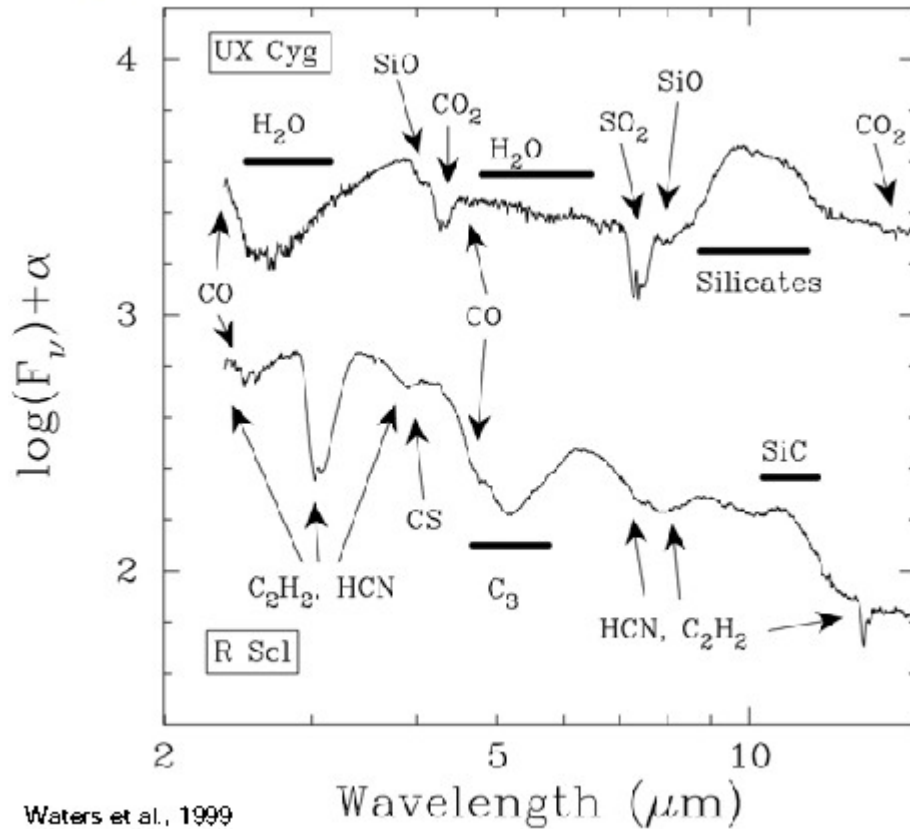 4
UX Cyg
SiO
CO₂
H₂O
H₂O
SO₂
SiO
CO₂
Silicates
3
CO
CO
log(Fν)+α
SiC
CS
C₂H₂, HCN
C₃
2
HCN, C₂H₂
R Scl
2
5
10
Wavelength (μm)
Waters et al., 1999